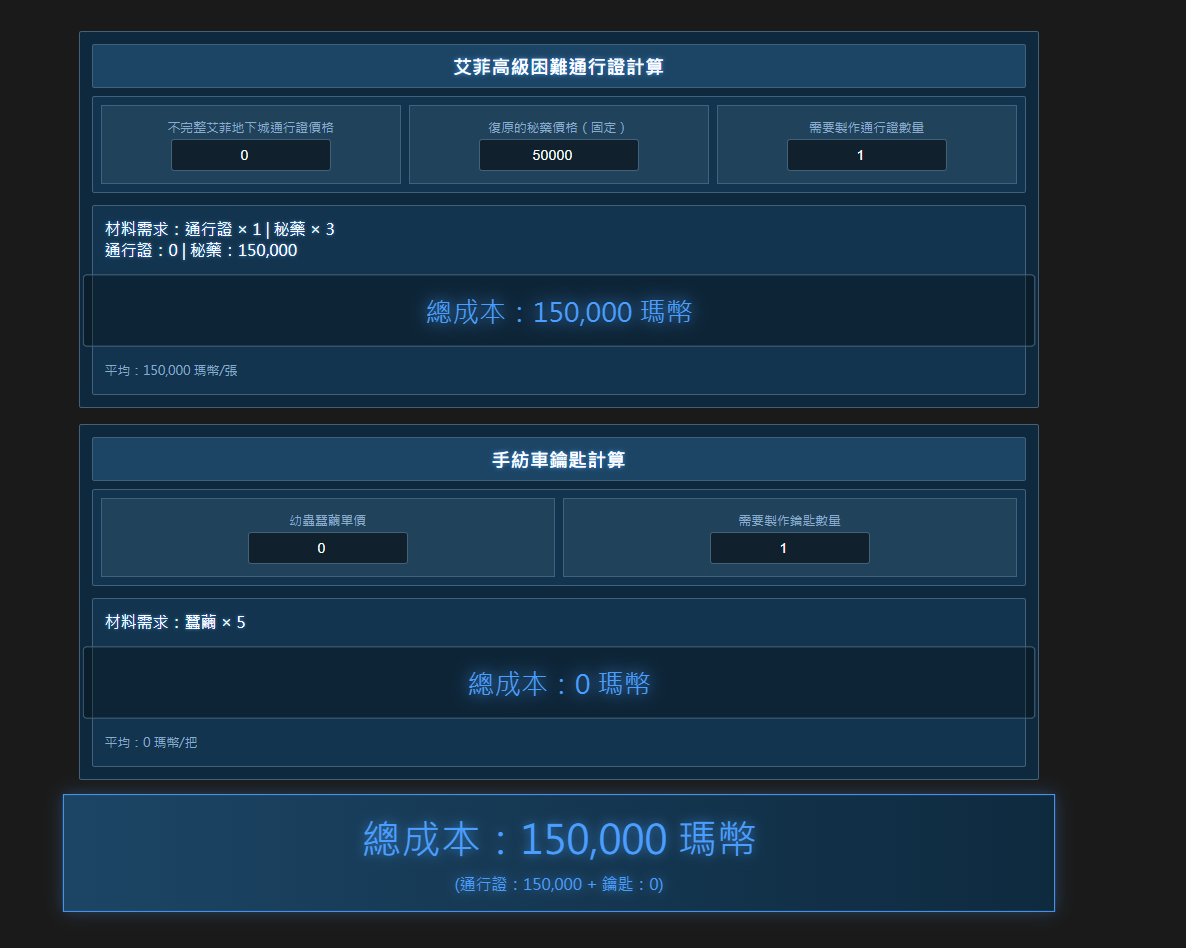 艾菲高級困難通行證計算
不完整艾菲地下城通行證價格
復原的秘藥價格（固定）
需要製作通行證數量
0
50000
1
材料需求：通行證 × 1 | 秘藥 × 3
通行證：0 | 秘藥：150,000
總成本：150,000 瑪幣
平均：150,000 瑪幣/張
手紡車鑰匙計算
幼蟲蠶繭單價
需要製作鑰匙數量
0
1
材料需求：蠶繭 × 5
總成本：0 瑪幣
平均：0 瑪幣/把
總成本：150,000 瑪幣
(通行證：150,000 + 鑰匙：0)